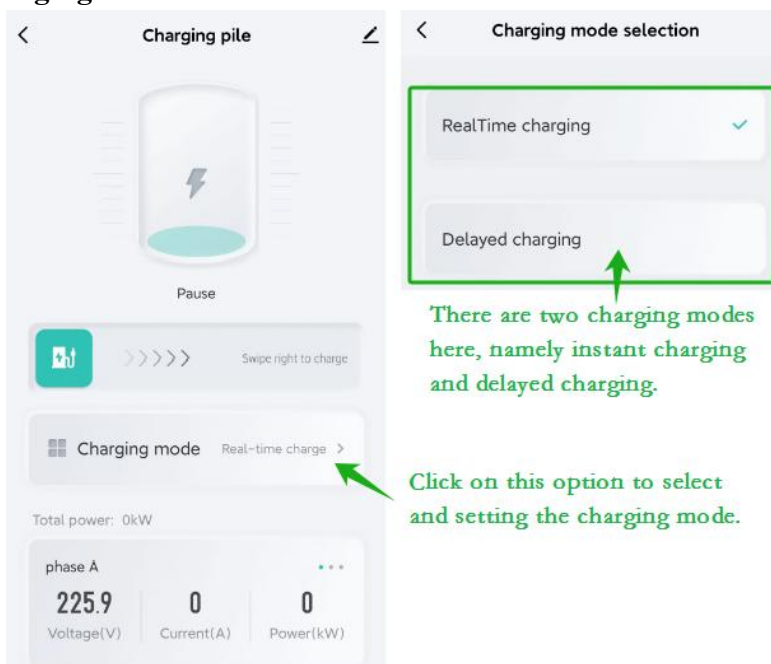 Charging pile
Pause
Swipe right to charge
Charging mode Real-time charge
Total power: 0kW
phase A
225.9 0 0
Voltage(V) Current(A) Power(kW)
Charging mode selection
RealTime charging
Delayed charging
There are two charging modes
here, namely instant charging
and delayed charging.
Click on this option to select
and setting the charging mode.